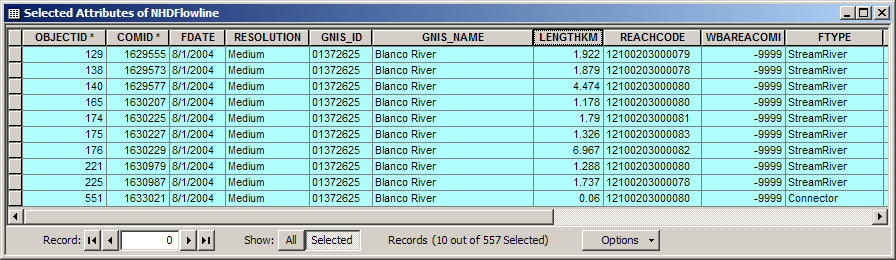 Selected Attributes of NHDFlowline
OBJECTID * COMID * FDATE RESOLUTION GNIS_ID GNIS_NAME LENGTHKM REACHCODE WBAREACOMI FTYPE
129 1629555 8/1/2004 Medium 01372625 Blanco River 1.922 12100203000079 -9999 StreamRiver
138 1629573 8/1/2004 Medium 01372625 Blanco River 1.879 12100203000078 -9999 StreamRiver
140 1629577 8/1/2004 Medium 01372625 Blanco River 4.474 12100203000080 -9999 StreamRiver
165 1630207 8/1/2004 Medium 01372625 Blanco River 1.178 12100203000080 -9999 StreamRiver
174 1630225 8/1/2004 Medium 01372625 Blanco River 1.79 12100203000081 -9999 StreamRiver
175 1630227 8/1/2004 Medium 01372625 Blanco River 1.326 12100203000083 -9999 StreamRiver
176 1630229 8/1/2004 Medium 01372625 Blanco River 6.967 12100203000082 -9999 StreamRiver
221 1630979 8/1/2004 Medium 01372625 Blanco River 1.288 12100203000080 -9999 StreamRiver
225 1630987 8/1/2004 Medium 01372625 Blanco River 1.737 12100203000078 -9999 StreamRiver
551 1633021 8/1/2004 Medium 01372625 Blanco River 0.06 12100203000080 -9999 Connector
Record: 0 Show: All Selected Records (10 out of 557 Selected) Options